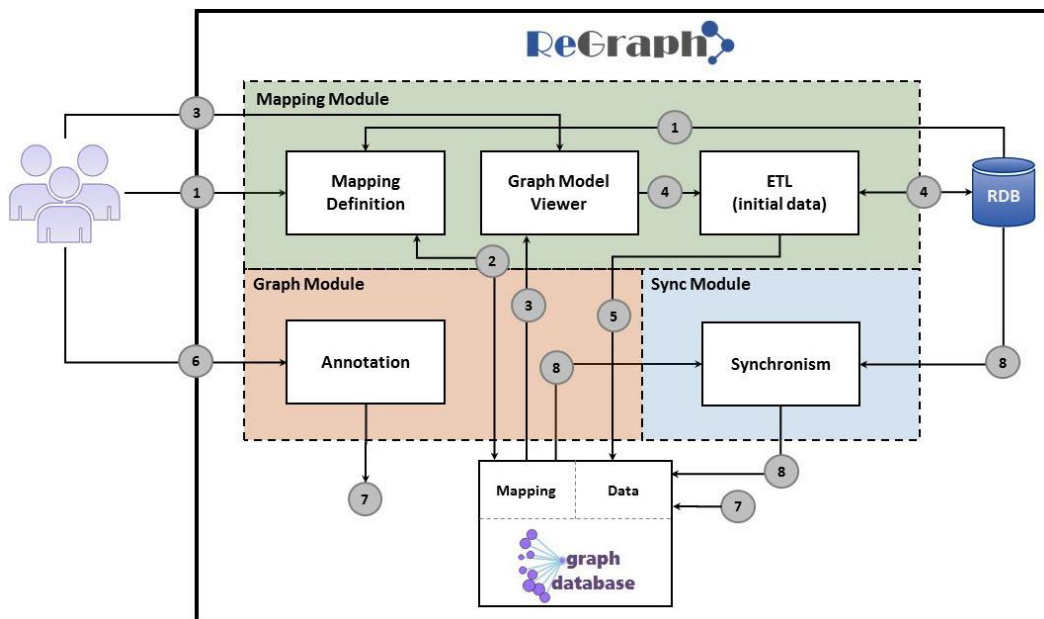 ReGraph
Mapping Module
3
1
1
Mapping
Definition
Graph Model
Viewer
4
ETL
(initial data)
4
RDB
2
Graph Module
3
5
Sync Module
6
Annotation
8
Synchronism
8
7
Mapping
Data
8
7
graph
database